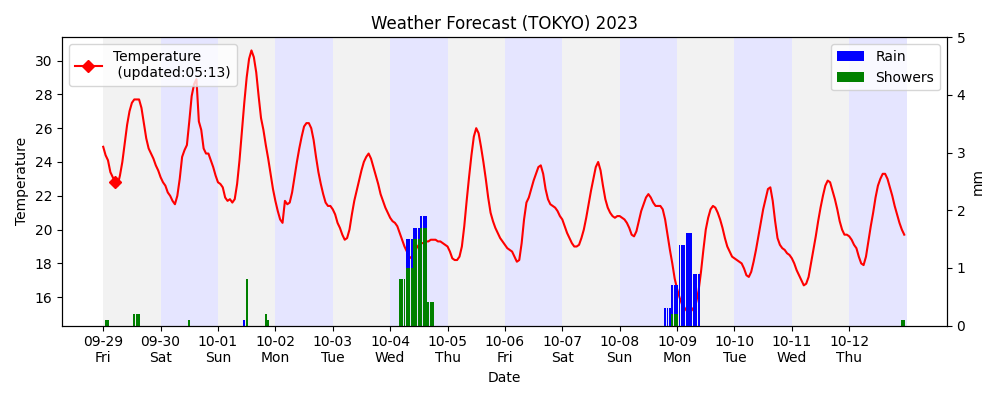 Weather Forecast (TOKYO) 2023
Temperature
(updated:05:13)
Rain
Showers
Temperature
30
28
26
24
22
20
18
16
5
4
3
2
1
0
mm
09-29 09-30 10-01 10-02 10-03 10-04 10-05 10-06 10-07 10-08 10-09 10-10 10-11 10-12
Fri Sat Sun Mon Tue Wed Thu Fri Sat Sun Mon Tue Wed Thu
Date